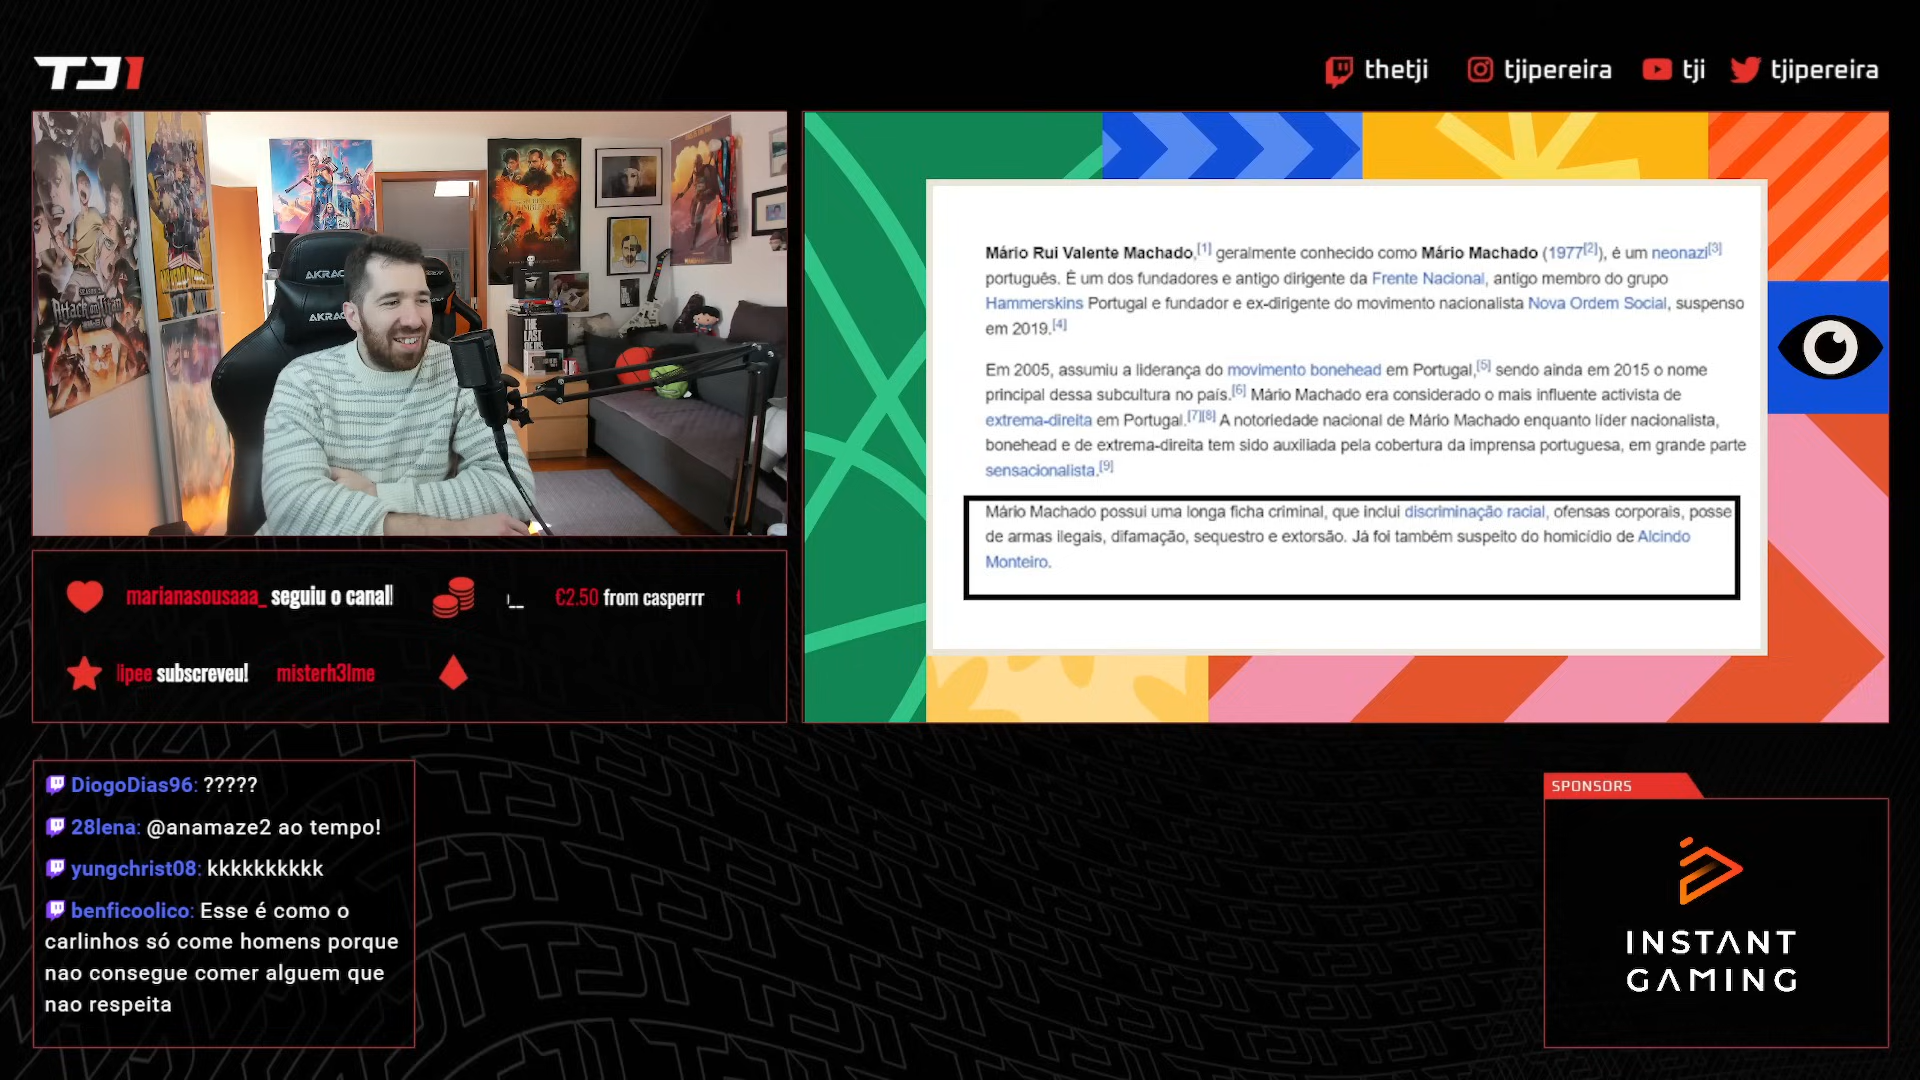 TJI
thetji
tjipereira
tji
tjipereira
AKRAC
AKRAC
Attack on Titan
THE
LAST
Mário Rui Valente Machado,[1] geralmente conhecido como Mário Machado (1977[2]), é um neonazi[3]
português. É um dos fundadores e antigo dirigente da Frente Nacional, antigo membro do grupo
Hammerskins Portugal e fundador e ex-dirigente do movimento nacionalista Nova Ordem Social, suspenso
em 2019.[4]
Em 2005, assumiu a liderança do movimento bonehead em Portugal,[5] sendo ainda em 2015 o nome
principal dessa subcultura no país.[6] Mário Machado era considerado o mais influente activista de
extrema-direita em Portugal.[7][8] A notoriedade nacional de Mário Machado enquanto líder nacionalista,
bonehead e de extrema-direita tem sido auxiliada pela cobertura da imprensa portuguesa, em grande parte
sensacionalista.[9]
Mário Machado possui uma longa ficha criminal, que inclui discriminação racial, ofensas corporais, posse
de armas ilegais, difamação, sequestro e extorsão. Já foi também suspeito do homicídio de Alcindo
Monteiro.
marianasousaaa_ seguiu o canal!
€2.50 from casperrr
lipee subscreveu! misterh3lme
DiogoDias96: ?????
28lena: @anamaze2 ao tempo!
yungchrist08: kkkkkkkkkk
benficoolico: Esse é como o
carlinhos só come homens porque
nao consegue comer alguem que
nao respeita
SPONSORS
INSTANT
GAMING